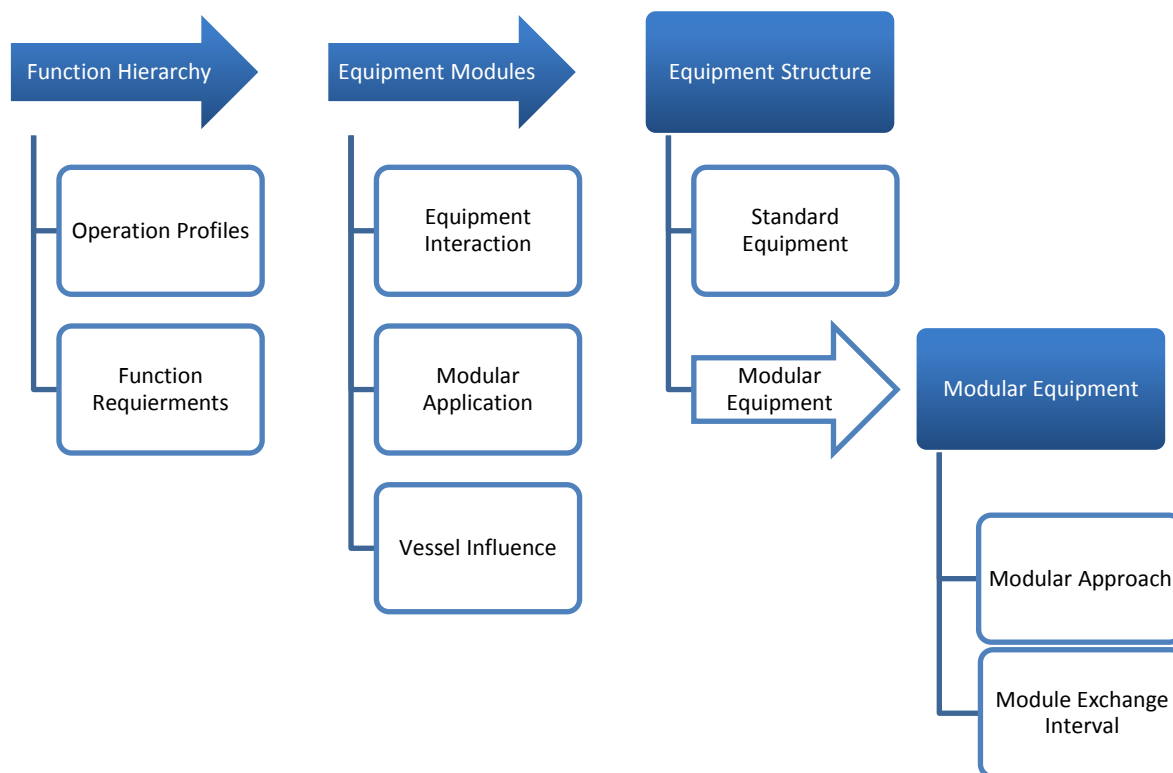 Function Hierarchy
Operation Profiles
Function
Requierments
Equipment Modules
Equipment
Interaction
Modular
Application
Vessel Influence
Equipment Structure
Standard
Equipment
Modular
Equipment
Modular Equipment
Modular Approach
Module Exchange
Interval